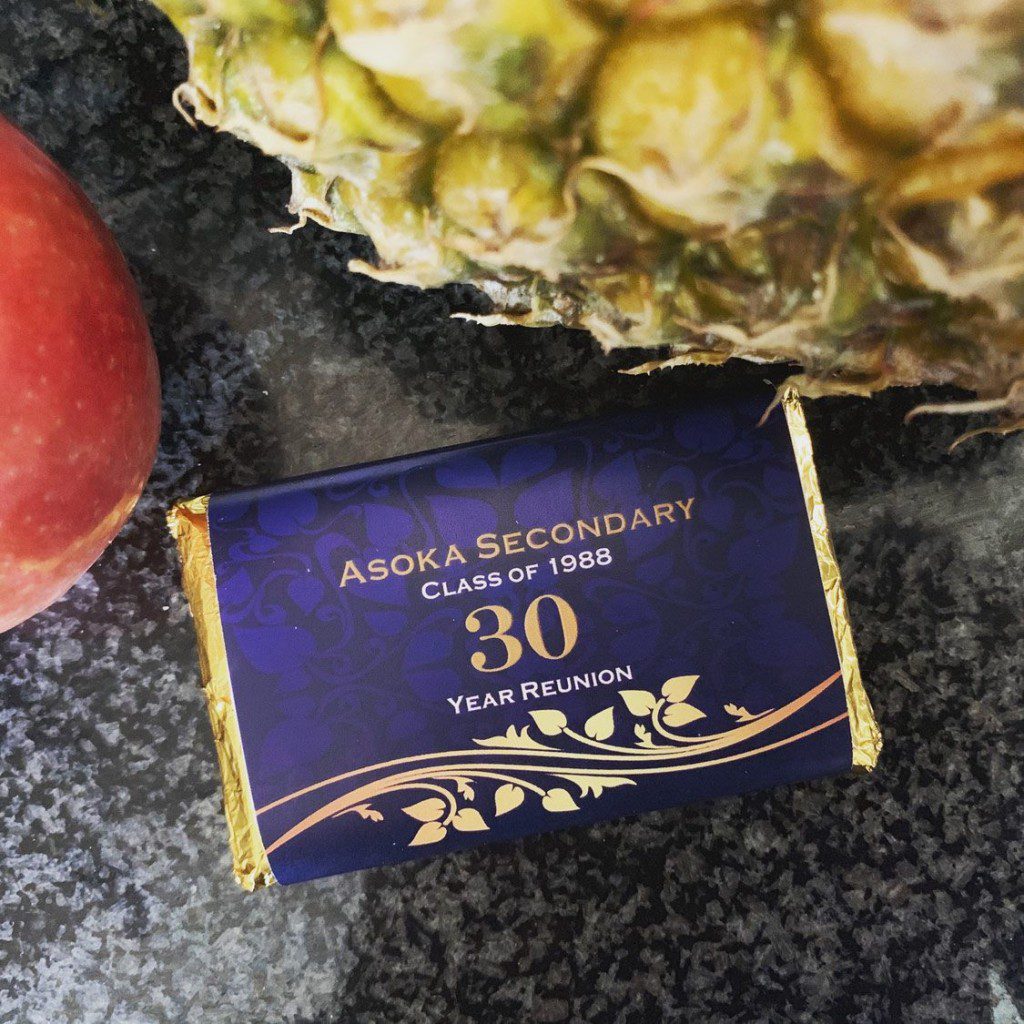 Asoka Secondary
Class of 1988
30
Year Reunion